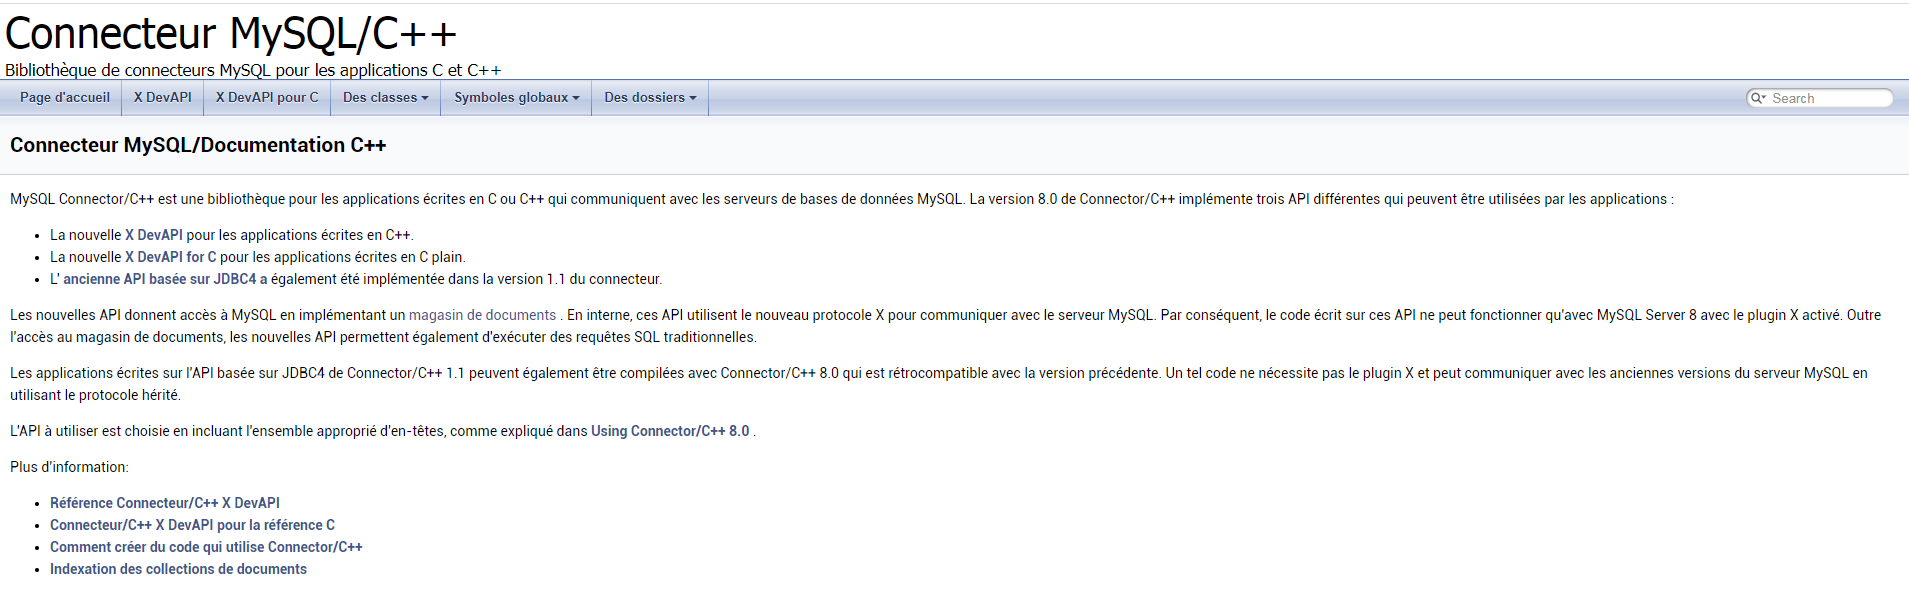 Connecteur MySQL/C++
Bibliothèque de connecteurs MySQL pour les applications C et C++
Page d'accueil X DevAPI X DevAPI pour C Des classes Symboles globaux Des dossiers Search
Connecteur MySQL/Documentation C++
MySQL Connector/C++ est une bibliothèque pour les applications écrites en C ou C++ qui communiquent avec les serveurs de bases de données MySQL. La version 8.0 de Connector/C++ implémente trois API différentes qui peuvent être utilisées par les applications :
• La nouvelle X DevAPI pour les applications écrites en C++.
• La nouvelle X DevAPI for C pour les applications écrites en C plain.
• L' ancienne API basée sur JDBC4 a également été implémentée dans la version 1.1 du connecteur.
Les nouvelles API donnent accès à MySQL en implémentant un magasin de documents . En interne, ces API utilisent le nouveau protocole X pour communiquer avec le serveur MySQL. Par conséquent, le code écrit sur ces API ne peut fonctionner qu'avec MySQL Server 8 avec le plugin X activé. Outre
l'accès au magasin de documents, les nouvelles API permettent également d'exécuter des requêtes SQL traditionnelles.
Les applications écrites sur l'API basée sur JDBC4 de Connector/C++ 1.1 peuvent également être compilées avec Connector/C++ 8.0 qui est rétrocompatible avec la version précédente. Un tel code ne nécessite pas le plugin X et peut communiquer avec les anciennes versions du serveur MySQL en
utilisant le protocole hérité.
L'API à utiliser est choisie en incluant l'ensemble approprié d'en-têtes, comme expliqué dans Using Connector/C++ 8.0 .
Plus d'information:
• Référence Connecteur/C++ X DevAPI
• Connecteur/C++ X DevAPI pour la référence C
• Comment créer du code qui utilise Connector/C++
• Indexation des collections de documents